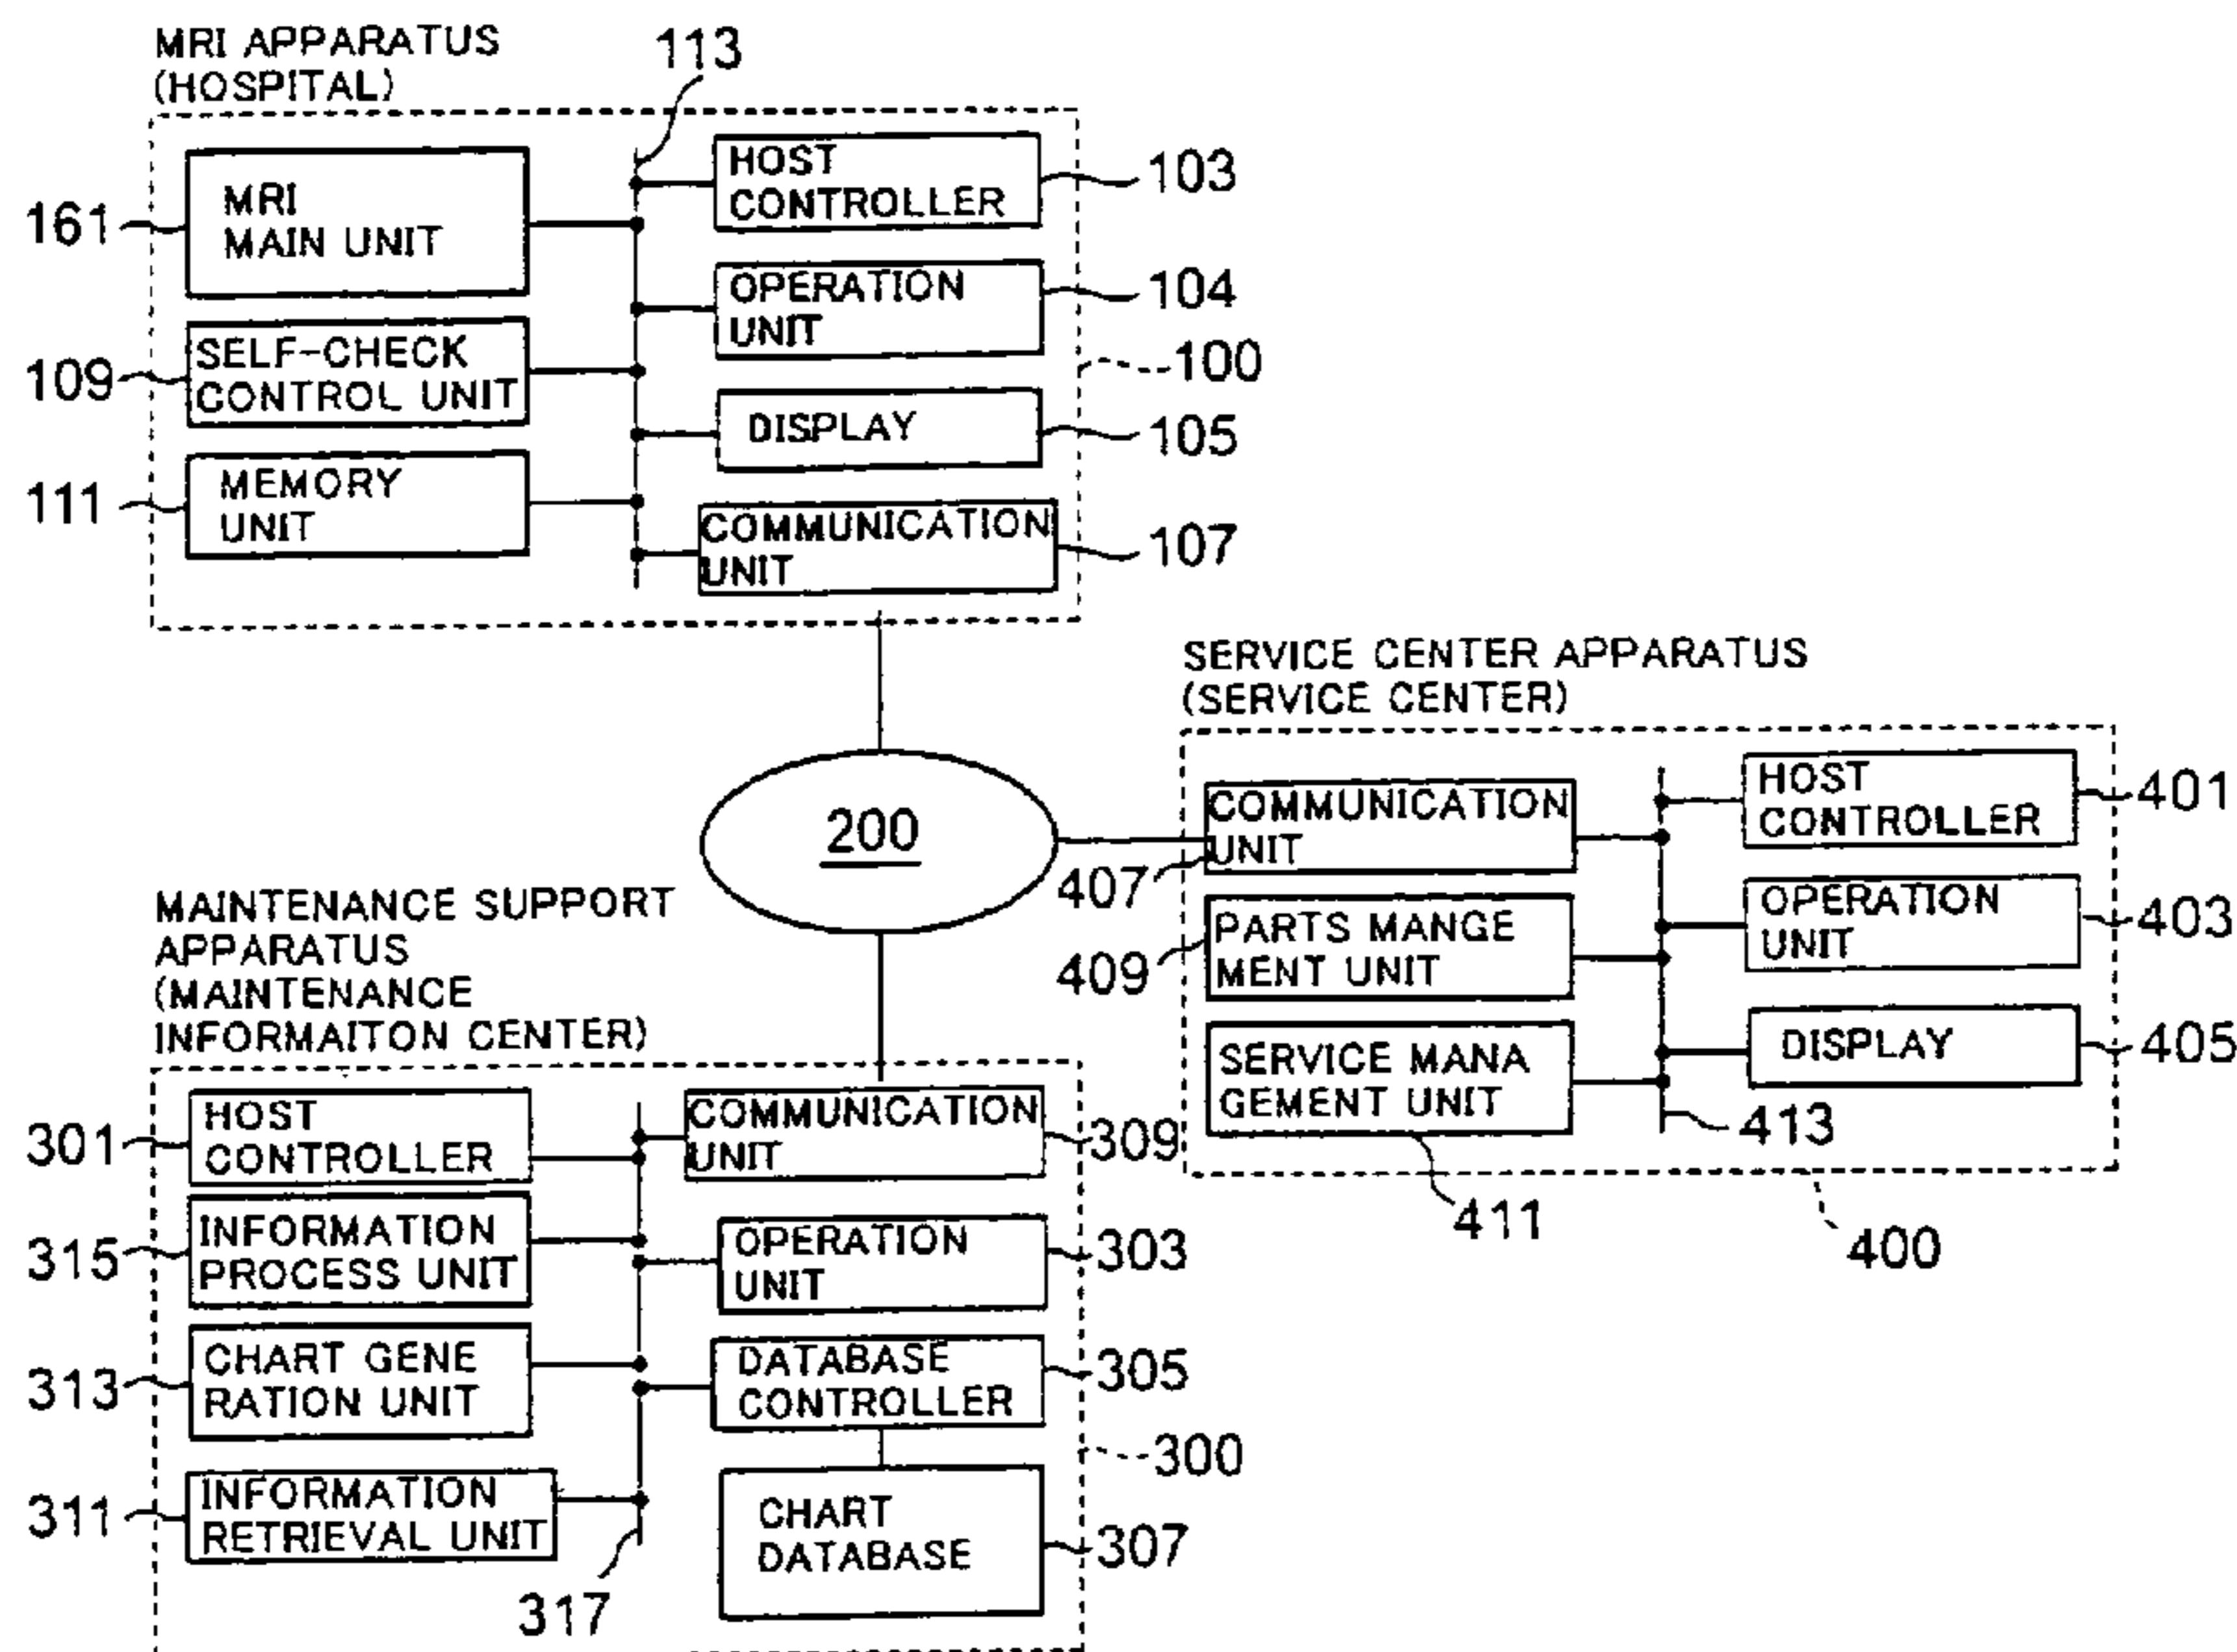 MRI APPARATUS
(HOSPITAL)
113
MRI
MAIN UNIT
161
SELF-CHECK
CONTROL UNIT
109
MEMORY
UNIT
111
HOST
CONTROLLER
103
OPERATION
UNIT
104
100
DISPLAY
105
COMMUNICATION
UNIT
107
200
SERVICE CENTER APPARATUS
(SERVICE CENTER)
COMMUNICATION
UNIT
407
PARTS MANGE
MENT UNIT
409
SERVICE MANA
GEMENT UNIT
411
HOST
CONTROLLER
401
OPERATION
UNIT
403
DISPLAY
405
413
400
MAINTENANCE SUPPORT
APPARATUS
(MAINTENANCE
INFORMAITON CENTER)
HOST
CONTROLLER
301
INFORMATION
PROCESS UNIT
315
CHART GENE
RATION UNIT
313
INFORMATION
RETRIEVAL UNIT
311
317
COMMUNICATION
UNIT
309
OPERATION
UNIT
303
DATABASE
CONTROLLER
305
300
CHART
DATABASE
307